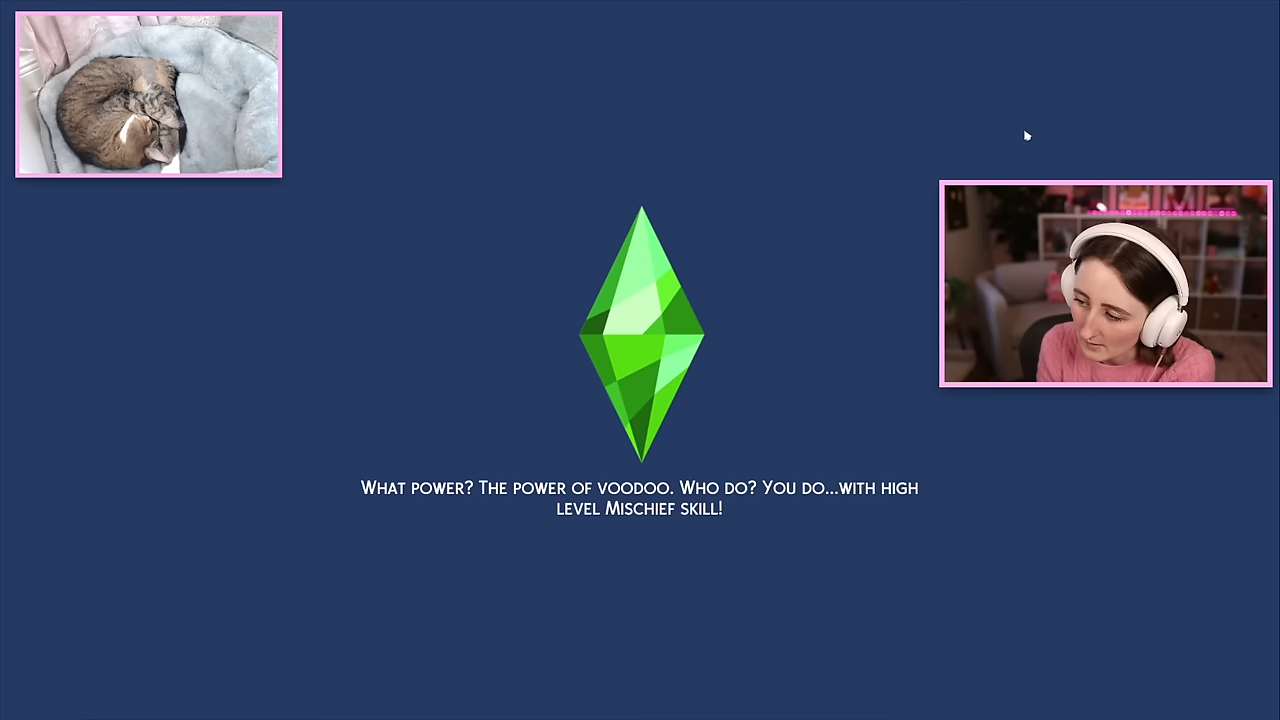 What power? The power of voodoo. Who do? You do...with high
level Mischief skill!